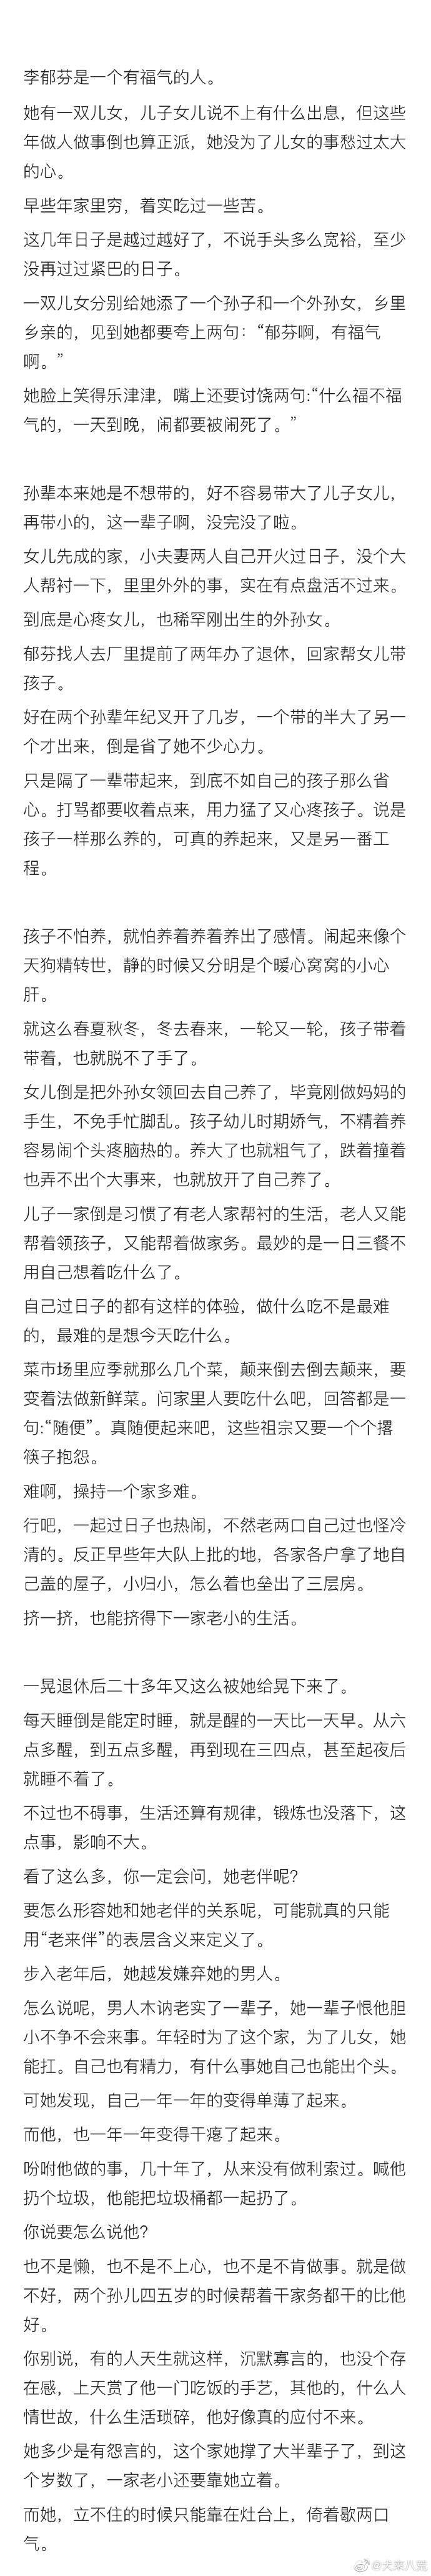 李郁芬是一个有福气的人。
她有一双儿女，儿子女儿说不上有什么出息，但这些
年做人做事倒也算正派，她没为了儿女的事愁过太大
的心。
早些年家里穷，着实吃过一些苦。
这几年日子是越过越好了，不说手头多么宽裕，至少
没再过过紧巴的日子。
一双儿女分别给她添了一个孙子和一个外孙女，乡里
乡亲的，见到她都要夸上两句：“郁芬啊，有福气
啊。”
她脸上笑得乐津津，嘴上还要讨饶两句:“什么福不福
气的，一天到晚，闹都要被闹死了。”
孙辈本来她是不想带的，好不容易带大了儿子女儿，
再带小的，这一辈子啊，没完没了啦。
女儿先成的家，小夫妻两人自己开火过日子，没个大
人帮衬一下，里里外外的事，实在有点盘活不过来。
到底是心疼女儿，也稀罕刚出生的外孙女。
郁芬找人去厂里提前了两年办了退休，回家帮女儿带
孩子。
好在两个孙辈年纪叉开了几岁，一个带的半大了另一
个才出来，倒是省了她不少心力。
只是隔了一辈带起来，到底不如自己的孩子那么省
心。打骂都要收着点来，用力猛了又心疼孩子。说是
孩子一样那么养的，可真的养起来，又是另一番工
程。
孩子不怕养，就怕养着养着养出了感情。闹起来像个
天狗精转世，静的时候又分明是个暖心窝窝的小心
肝。
就这么春夏秋冬，冬去春来，一轮又一轮，孩子带着
带着，也就脱不了手了。
女儿倒是把外孙女领回去自己养了，毕竟刚做妈妈的
手生，不免手忙脚乱。孩子幼儿时期娇气，不精着养
容易闹个头疼脑热的。养大了也就粗气了，跌着撞着
也弄不出个大事来，也就放开了自己养了。
儿子一家倒是习惯了有老人家帮衬的生活，老人又能
帮着领孩子，又能帮着做家务。最妙的是一日三餐不
用自己想着吃什么了。
自己过日子的都有这样的体验，做什么吃不是最难
的，最难的是想今天吃什么。
菜市场里应季就那么几个菜，颠来倒去倒去颠来，要
变着法做新鲜菜。问家里人要吃什么吧，回答都是一
句:“随便”。真随便起来吧，这些祖宗又要一个个撂
筷子抱怨。
难啊，操持一个家多难。
行吧，一起过日子也热闹，不然老两口自己过也怪冷
清的。反正早些年大队上批的地，各家各户拿了地自
己盖的屋子，小归小，怎么着也垒出了三层房。
挤一挤，也能挤得下一家老小的生活。
一晃退休后二十多年又这么被她给晃下来了。
每天睡倒是能定时睡，就是醒的一天比一天早。从六
点多醒，到五点多醒，再到现在三四点，甚至起夜后
就睡不着了。
不过也不碍事，生活还算有规律，锻炼也没落下，这
点事，影响不大。
看了这么多，你一定会问，她老伴呢?
要怎么形容她和她老伴的关系呢，可能就真的只能
用“老来伴”的表层含义来定义了。
步入老年后，她越发嫌弃她的男人。
怎么说呢，男人木讷老实了一辈子，她一辈子恨他胆
小不争不会来事。年轻时为了这个家，为了儿女，她
能扛。自己也有精力，有什么事她自己也能出个头。
可她发现，自己一年一年的变得单薄了起来。
而他，也一年一年变得干瘪了起来。
吩咐他做的事，几十年了，从来没有做利索过。喊他
扔个垃圾，他能把垃圾桶都一起扔了。
你说要怎么说他?
也不是懒，也不是不上心，也不是不肯做事。就是做
不好，两个孙儿四五岁的时候帮着干家务都干的比他
好。
你别说，有的人天生就这样，沉默寡言的，也没个存
在感，上天赏了他一门吃饭的手艺，其他的，什么人
情世故，什么生活琐碎，他好像真的应付不来。
她多少是有怨言的，这个家她撑了大半辈子了，到这
个岁数了，一家老小还要靠她立着。
而她，立不住的时候只能靠在灶台上，倚着歇两口
气。